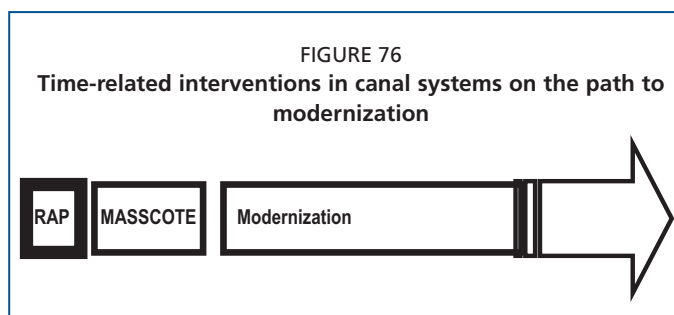 FIGURE 76
Time-related interventions in canal systems on the path to
modernization
RAP MASSCOTE Modernization